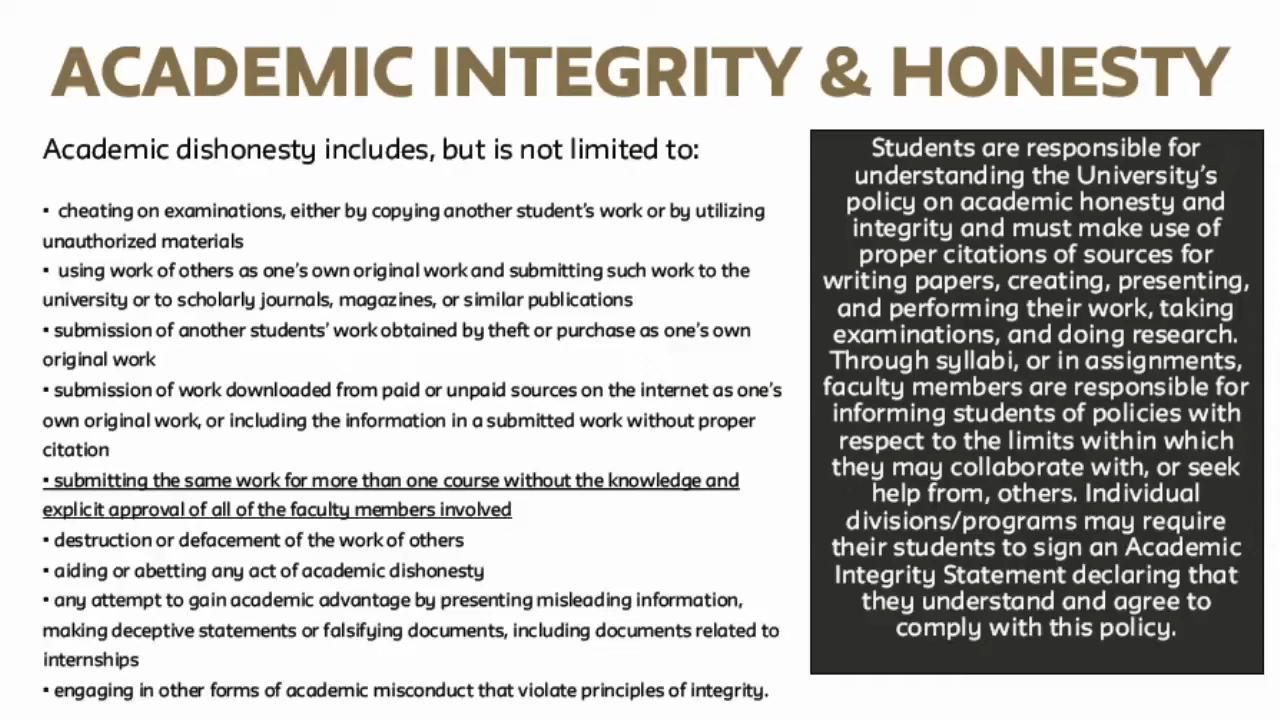 ACADEMIC INTEGRITY & HONESTY
Academic dishonesty includes, but is not limited to:
▪ cheating on examinations, either by copying another student's work or by utilizing
unauthorized materials
▪ using work of others as one's own original work and submitting such work to the
university or to scholarly journals, magazines, or similar publications
▪ submission of another students' work obtained by theft or purchase as one's own
original work
▪ submission of work downloaded from paid or unpaid sources on the internet as one's
own original work, or including the information in a submitted work without proper
citation
▪ submitting the same work for more than one course without the knowledge and
explicit approval of all of the faculty members involved
▪ destruction or defacement of the work of others
▪ aiding or abetting any act of academic dishonesty
▪ any attempt to gain academic advantage by presenting misleading information,
making deceptive statements or falsifying documents, including documents related to
internships
▪ engaging in other forms of academic misconduct that violate principles of integrity.
Students are responsible for
understanding the University's
policy on academic honesty and
integrity and must make use of
proper citations of sources for
writing papers, creating, presenting,
and performing their work, taking
examinations, and doing research.
Through syllabi, or in assignments,
faculty members are responsible for
informing students of policies with
respect to the limits within which
they may collaborate with, or seek
help from, others. Individual
divisions/programs may require
their students to sign an Academic
Integrity Statement declaring that
they understand and agree to
comply with this policy.